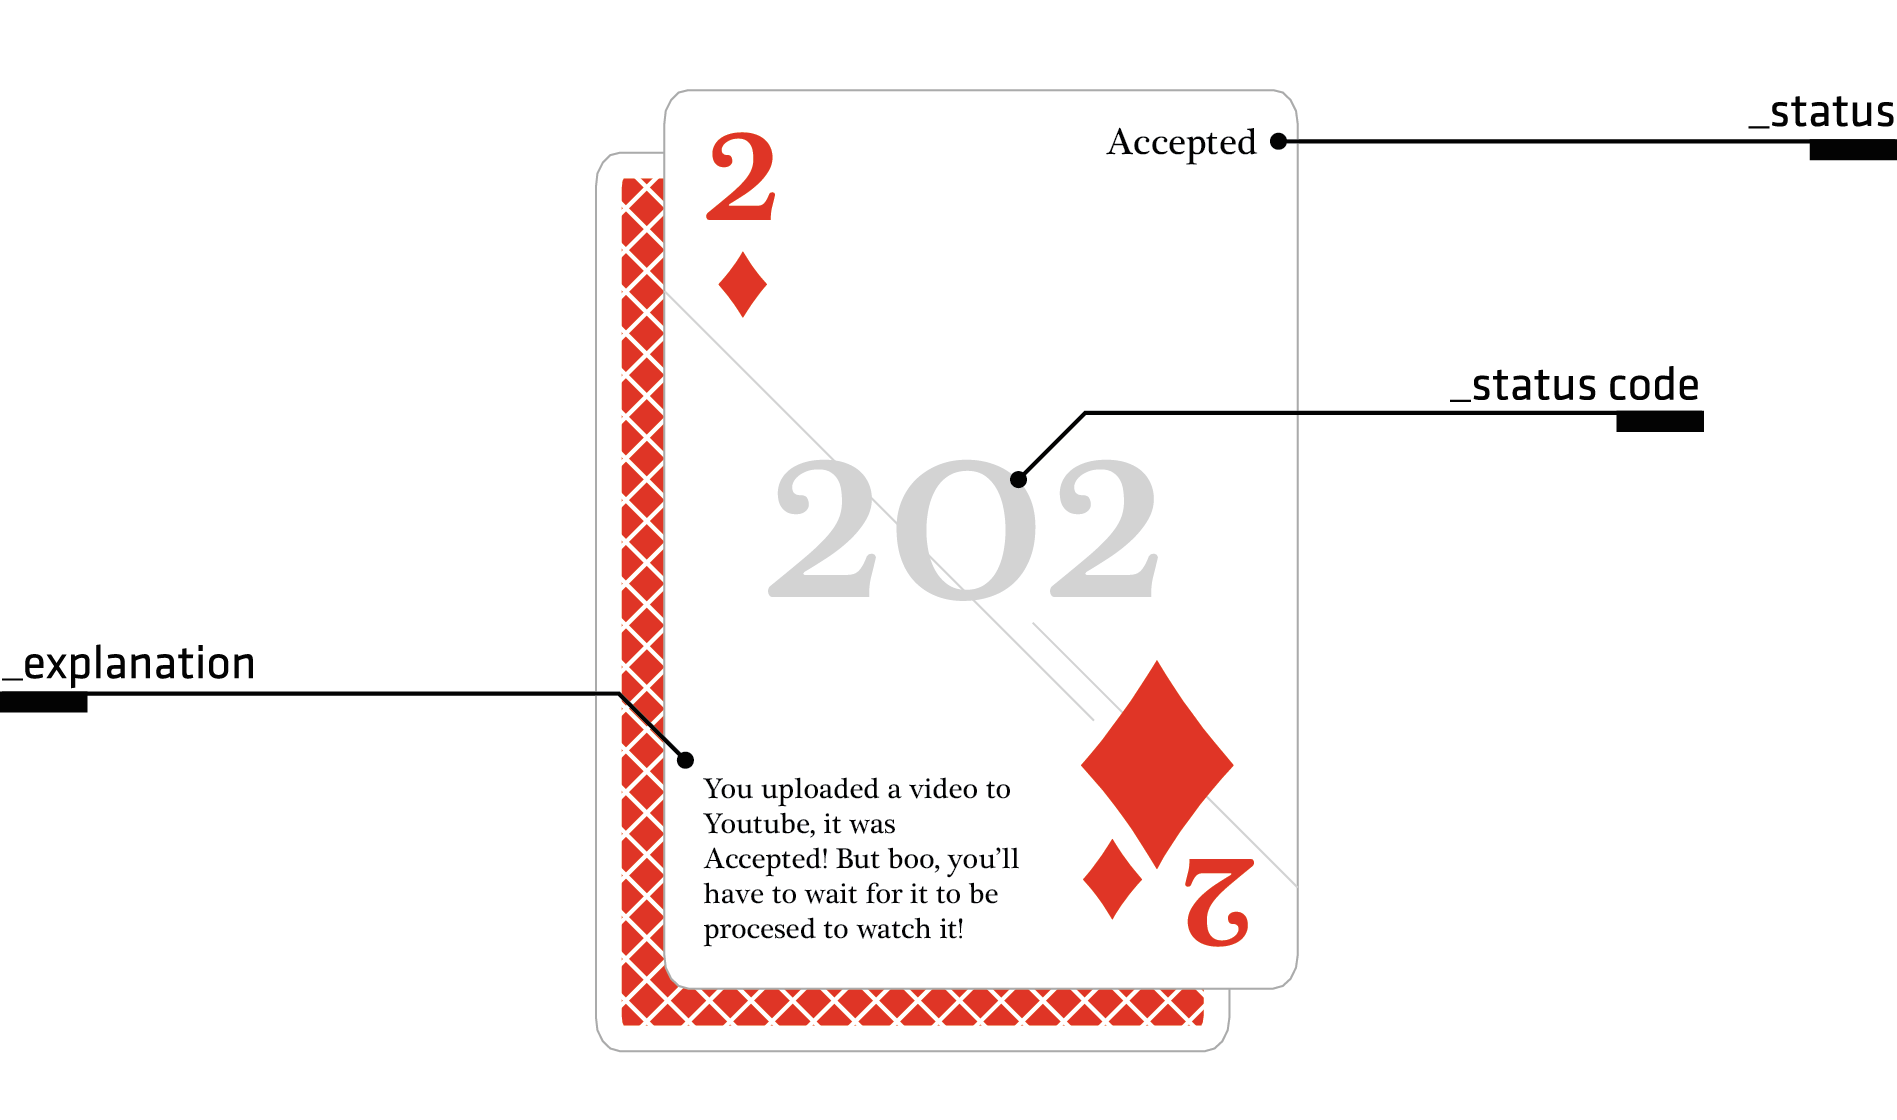 _status
2
Accepted
_status code
202
_explanation
You uploaded a video to
Youtube, it was
Accepted! But boo, you’ll
have to wait for it to be
procesed to watch it!
2